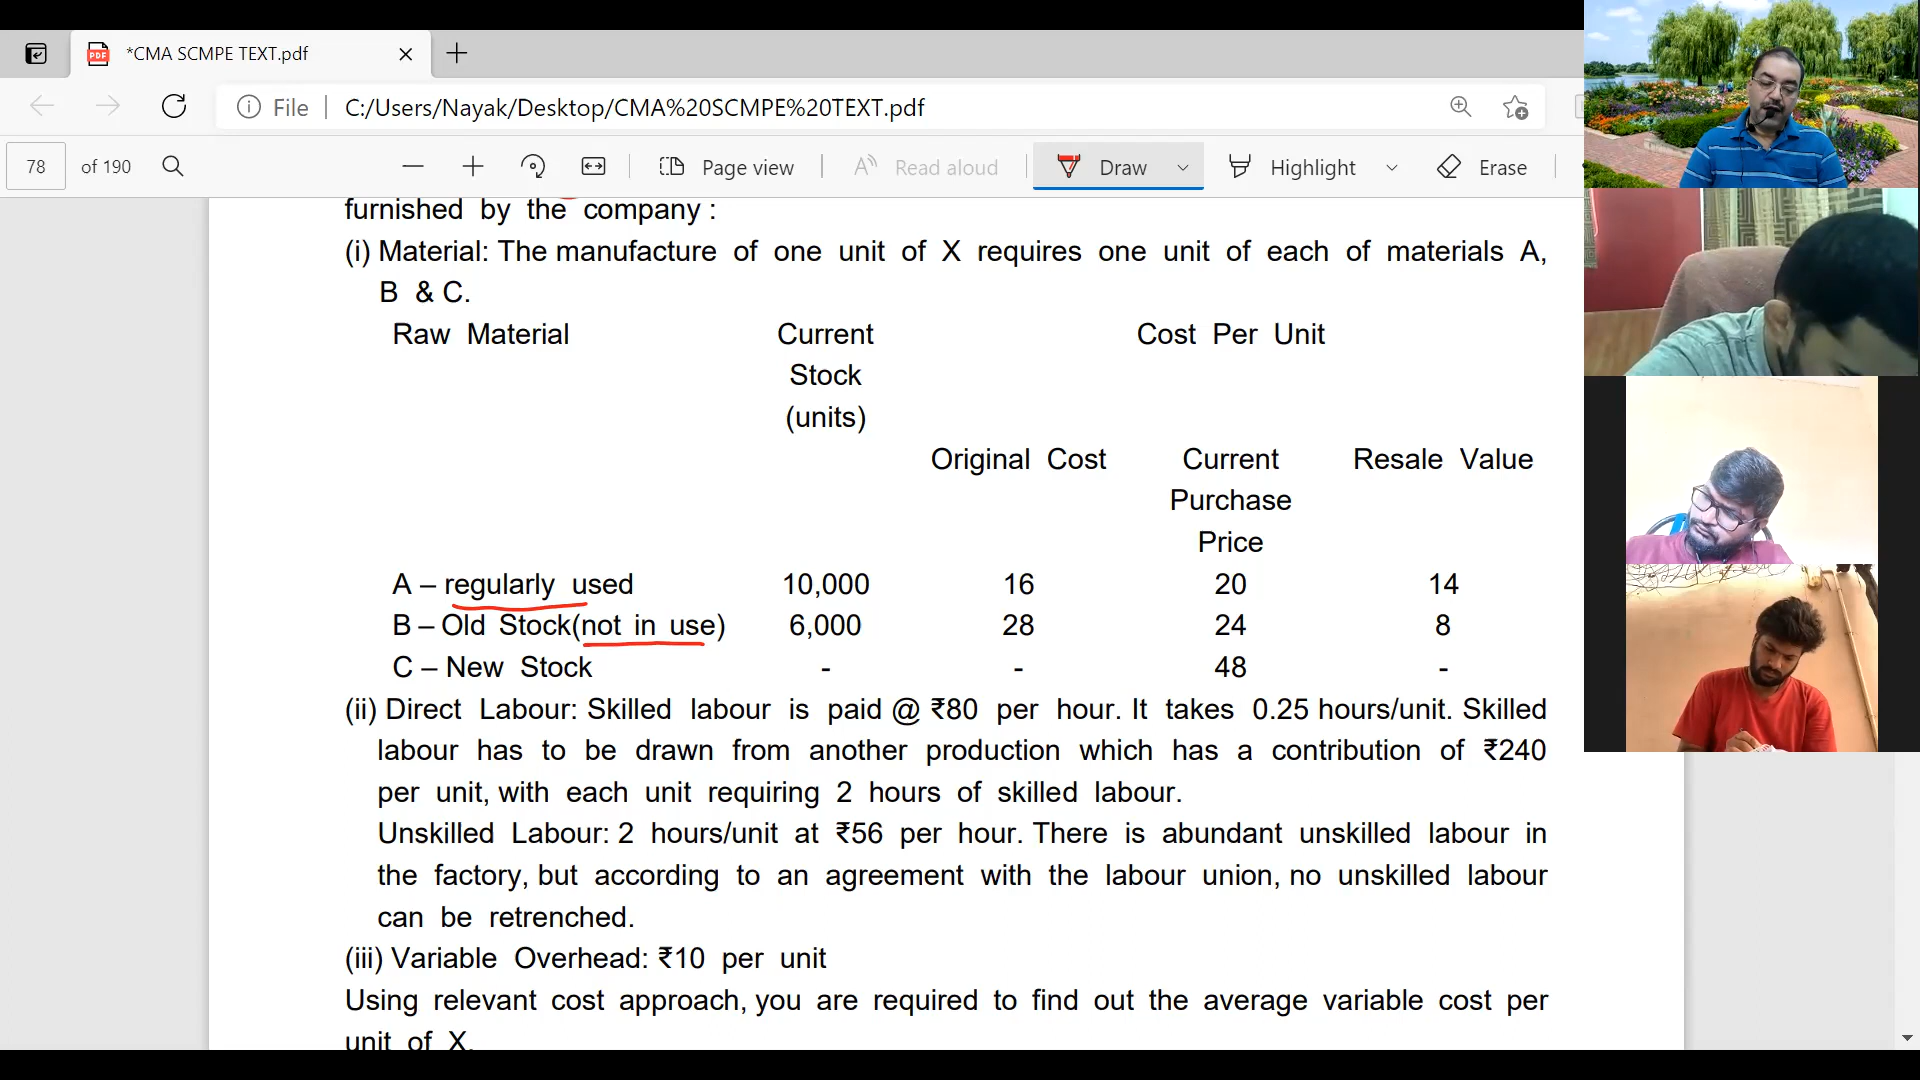 *CMA SCMPE TEXT.pdf
File | C:/Users/Nayak/Desktop/CMA%20SCMPE%20TEXT.pdf
78 of 190 Page view Read aloud Draw Highlight Erase
furnished by the company :
(i) Material: The manufacture of one unit of X requires one unit of each of materials A,
B & C.
Raw Material Current Cost Per Unit
Stock
(units)
Original Cost Current Resale Value
Purchase
Price
A – regularly used 10,000 16 20 14
B – Old Stock(not in use) 6,000 28 24 8
C – New Stock - - 48 -
(ii) Direct Labour: Skilled labour is paid @ ₹80 per hour. It takes 0.25 hours/unit. Skilled
labour has to be drawn from another production which has a contribution of ₹240
per unit, with each unit requiring 2 hours of skilled labour.
Unskilled Labour: 2 hours/unit at ₹56 per hour. There is abundant unskilled labour in
the factory, but according to an agreement with the labour union, no unskilled labour
can be retrenched.
(iii) Variable Overhead: ₹10 per unit
Using relevant cost approach, you are required to find out the average variable cost per
unit of X.